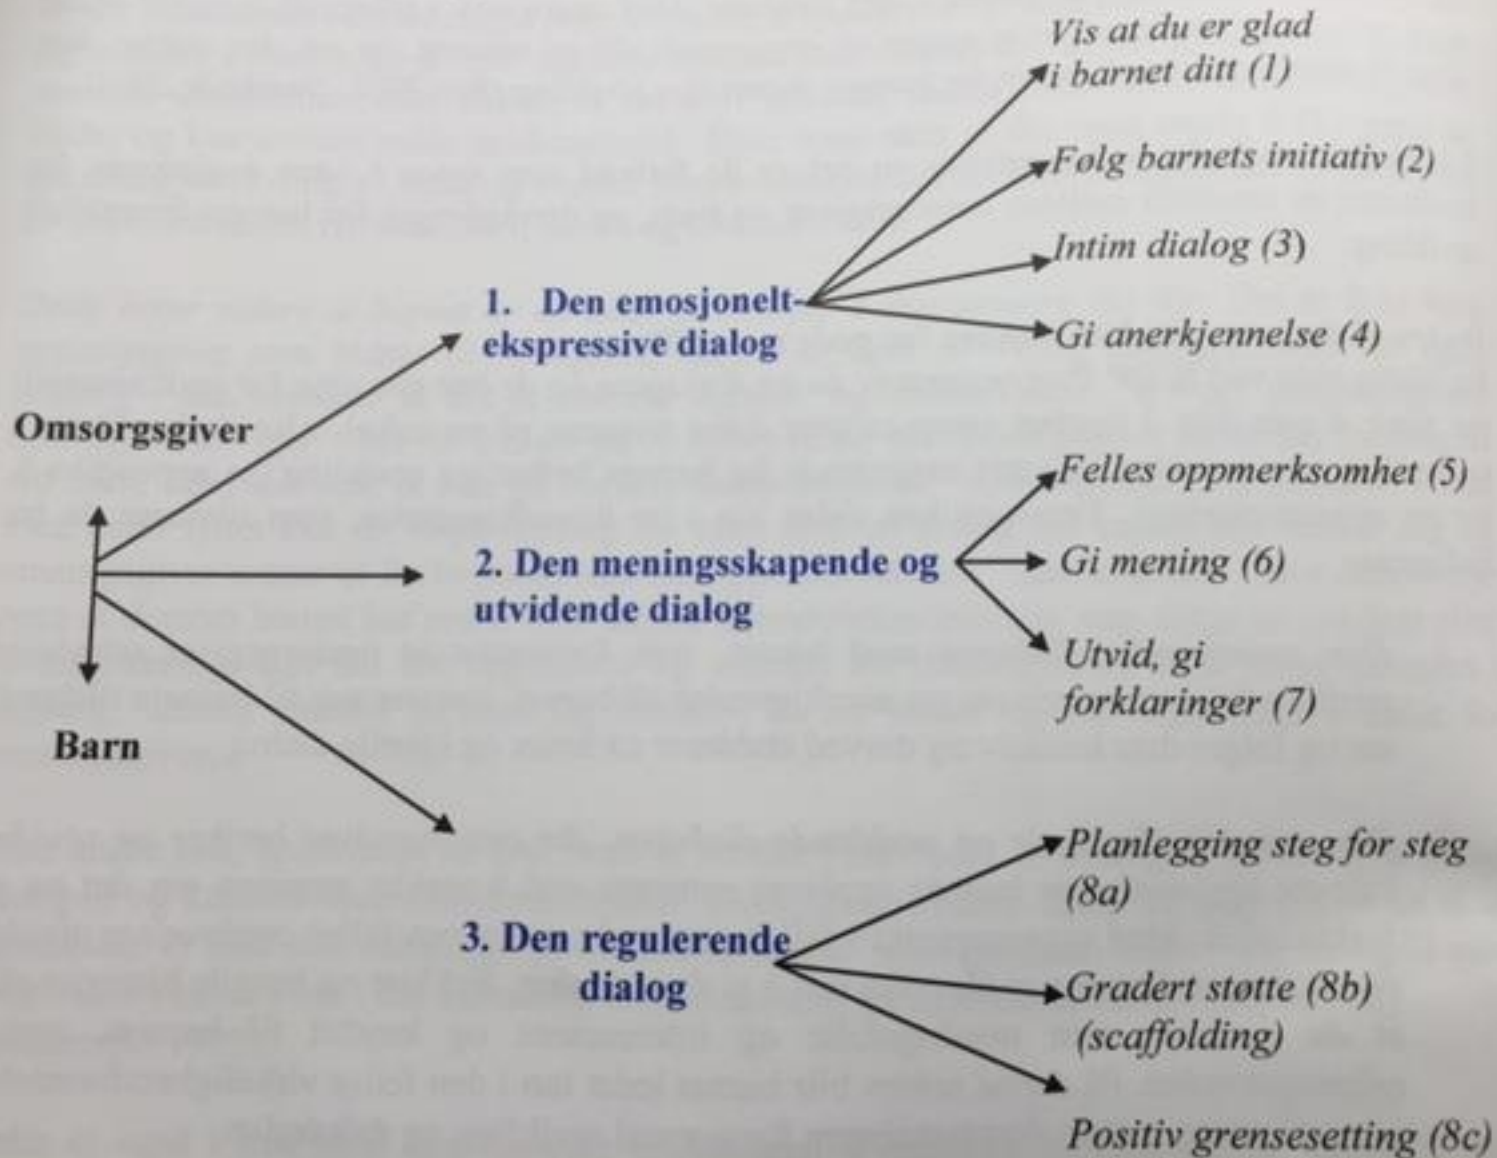 Vis at du er glad
i barnet ditt (1)
Følg barnets initiativ (2)
Intim dialog (3)
Gi anerkjennelse (4)
1. Den emosjonelt-
ekspressive dialog
Omsorgsgiver
Barn
2. Den meningsskapende og
utvidende dialog
Felles oppmerksomhet (5)
Gi mening (6)
Utvid, gi
forklaringer (7)
3. Den regulerende
dialog
Planlegging steg for steg
(8a)
Gradert støtte (8b)
(scaffolding)
Positiv grensesetting (8c)